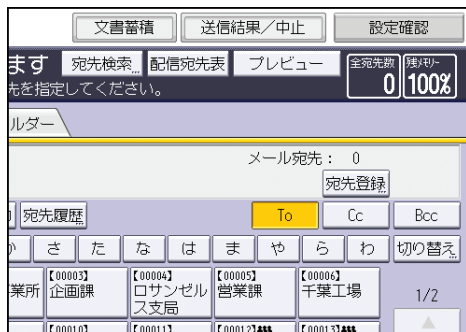 文書蓄積 送信結果／中止 設定確認
ます 宛先検索... 配信宛先表 プレビュー 全宛先数 残メモリー
先を指定してください。 0 100%
ルダー
メール宛先： 0
宛先登録
宛先履歴 To Cc Bcc
か さ た な は ま や ら わ 切り替え
業所
【00003】 【00004】 【00005】 【00006】
企画課 ロサンゼルス支局 営業課 千葉工場
1/2
【00010】 【00011】 【00012】 【00013】